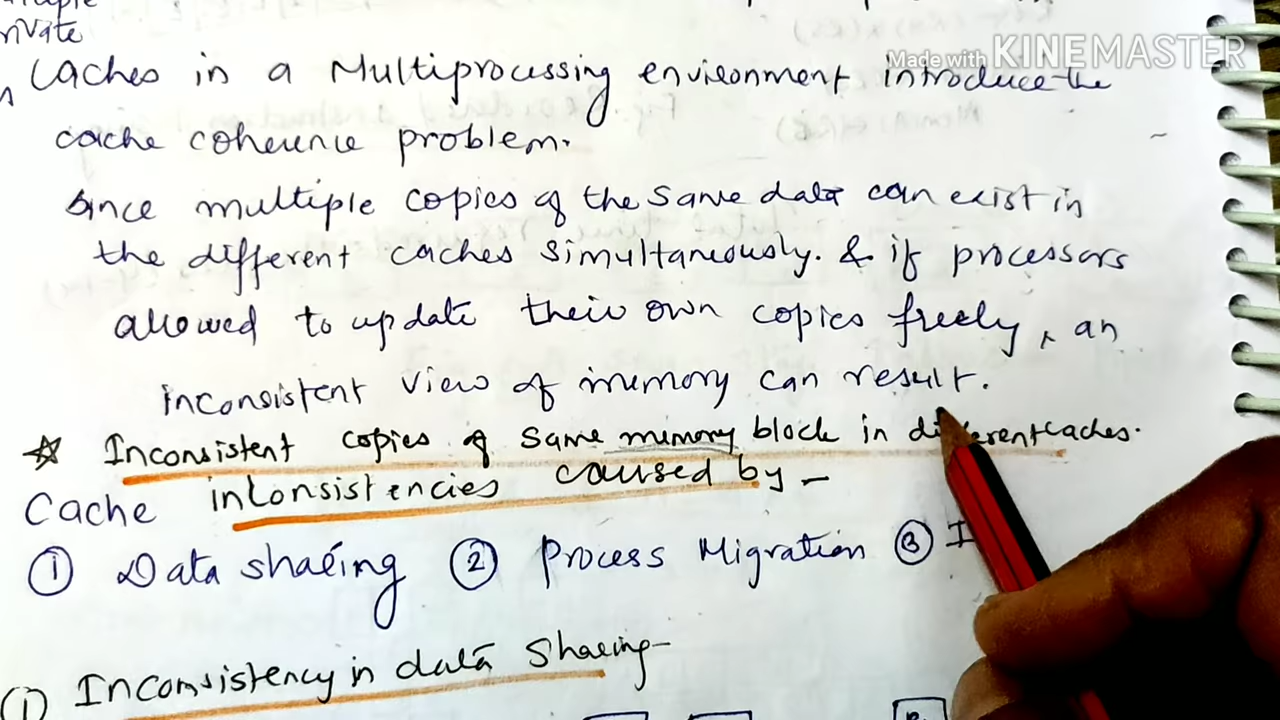 nvate
Made with KINEMASTER
Caches in a Multiprocessing environment introduce the
cache coherence problem.
Since multiple copies of the same data can exist in
the different caches simultaneously. & if processors
allowed to update their own copies freely, an
inconsistent view of memory can result.
☆ Inconsistent copies of same memory block in different caches.
Cache inconsistencies caused by -
① Data sharing ② Process Migration ③ I
① Inconsistency in data sharing -